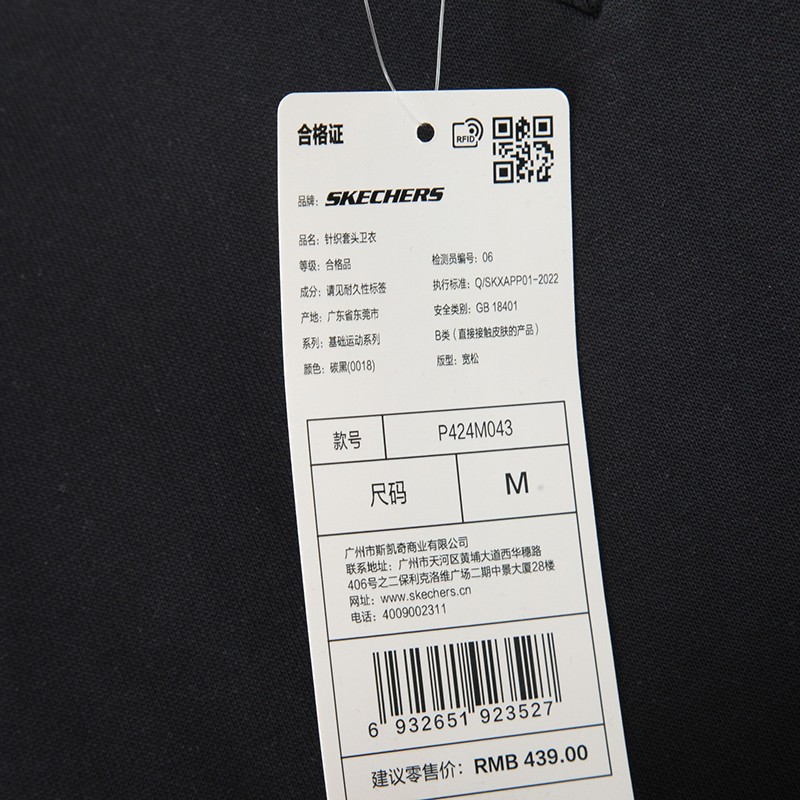 合格证
RFID
品牌: SKECHERS
品名: 针织套头卫衣
等级: 合格品
成分: 请见耐久性标签
产地: 广东省东莞市
系列: 基础运动系列
颜色: 碳黑(0018)
检测员编号: 06
执行标准: Q/SKXAPP01-2022
安全类别: GB 18401
B类 (直接接触皮肤的产品)
版型: 宽松
款号 P424M043
尺码 M
广州市斯凯奇商业有限公司
联系地址: 广州市天河区黄埔大道西华穗路
406号之二保利克洛维广场二期中景大厦28楼
网址: www.skechers.cn
电话: 4009002311
6 932651 923527
建议零售价: RMB 439.00